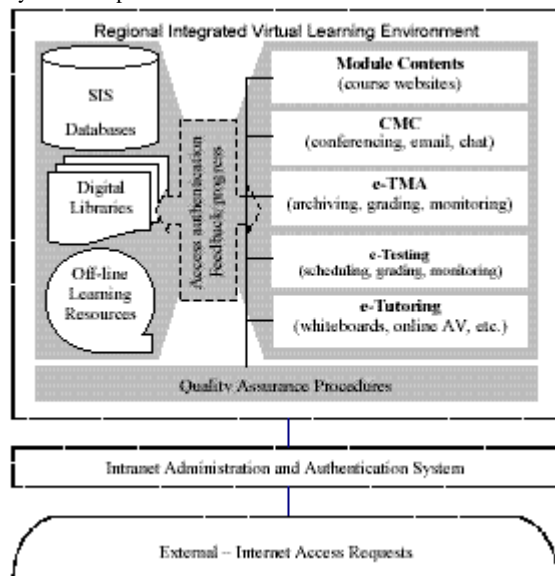 Regional Integrated Virtual Learning Environment
SIS
Databases
Digital
Libraries
Off-line
Learning
Resources
Access authentication
Feedback/progress
Module Contents
(course websites)
CMC
(conferencing, email, chat)
e-TMA
(archiving, grading, monitoring)
e-Testing
(scheduling, grading, monitoring)
e-Tutoring
(whiteboards, online AV, etc.)
Quality Assurance Procedures
Intranet Administration and Authentication System
External – Internet Access Requests